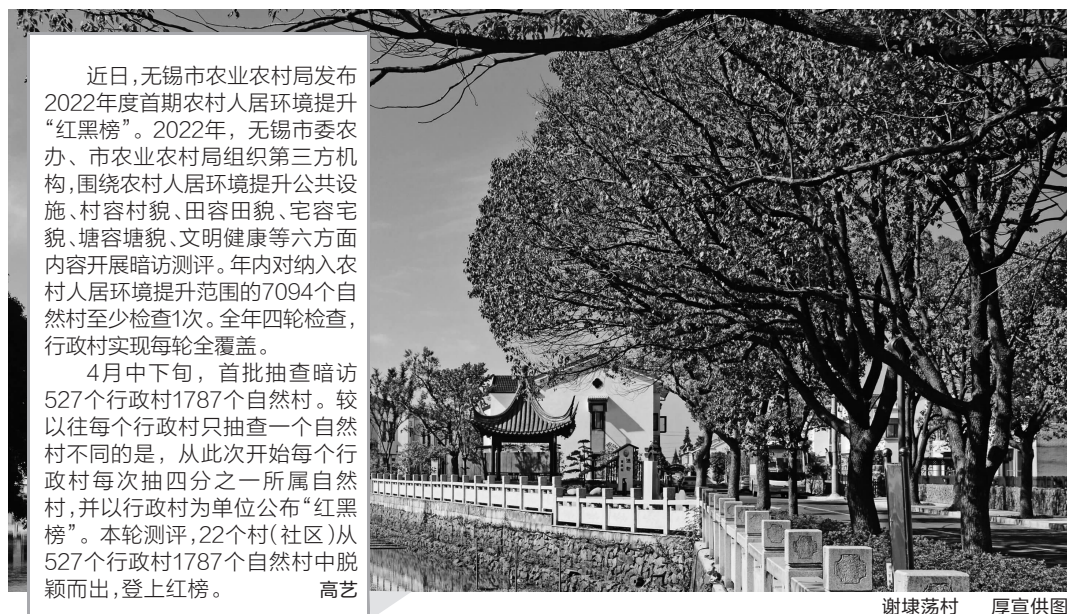 近日,无锡市农业农村局发布
2022年度首期农村人居环境提升
“红黑榜”。2022年，无锡市委农
办、市农业农村局组织第三方机
构,围绕农村人居环境提升公共设
施、村容村貌、田容田貌、宅容宅
貌、塘容塘貌、文明健康等六方面
内容开展暗访测评。年内对纳入农
村人居环境提升范围的7094个自
然村至少检查1次。全年四轮检查，
行政村实现每轮全覆盖。
4月中下旬，首批抽查暗访
527个行政村1787个自然村。较
以往每个行政村只抽查一个自然
村不同的是，从此次开始每个行
政村每次抽四分之一所属自然
村,并以行政村为单位公布“红黑
榜”。本轮测评,22个村(社区)从
527个行政村1787个自然村中脱
颖而出,登上红榜。 高艺
谢埭荡村 厚宣供图